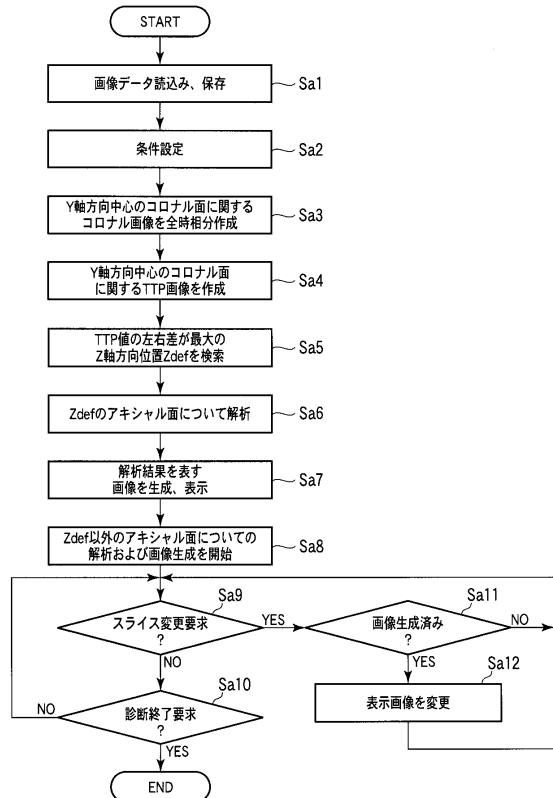 START
画像データ読込み、保存
Sa1
条件設定
Sa2
Y軸方向中心のコロナル面に関する
コロナル画像を全時相分作成
Sa3
Y軸方向中心のコロナル面
に関するTTP画像を作成
Sa4
TTP値の左右差が最大の
Z軸方向位置Zdefを検索
Sa5
Zdefのアキシャル面について解析
Sa6
解析結果を表す
画像を生成、表示
Sa7
Zdef以外のアキシャル面についての
解析および画像生成を開始
Sa8
Sa9
スライス変更要求
?
YES
NO
Sa11
画像生成済み
?
NO
YES
Sa12
表示画像を変更
Sa10
診断終了要求
?
NO
YES
END